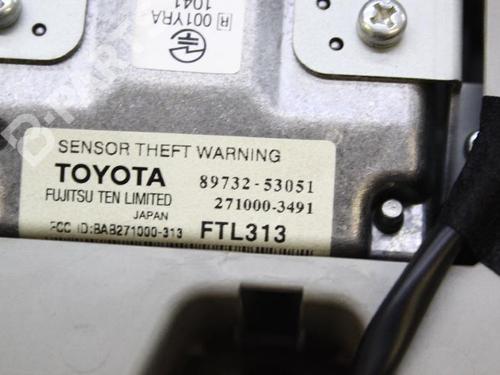 R 001YRA
1041
SENSOR THEFT WARNING
TOYOTA 89732-53051
FUJITSU TEN LIMITED 271000-3491
JAPAN
FCC ID:BAB271000-313 FTL313